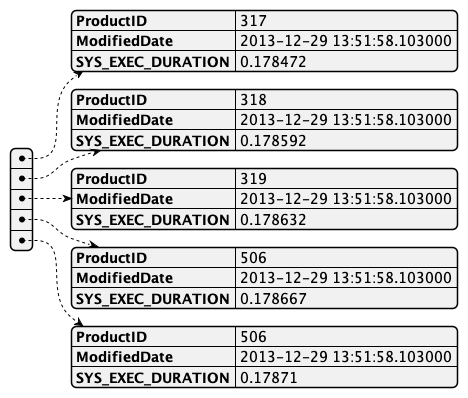 ProductID 317
ModifiedDate 2013-12-29 13:51:58.103000
SYS_EXEC_DURATION 0.178472
ProductID 318
ModifiedDate 2013-12-29 13:51:58.103000
SYS_EXEC_DURATION 0.178592
ProductID 319
ModifiedDate 2013-12-29 13:51:58.103000
SYS_EXEC_DURATION 0.178632
ProductID 506
ModifiedDate 2013-12-29 13:51:58.103000
SYS_EXEC_DURATION 0.178667
ProductID 506
ModifiedDate 2013-12-29 13:51:58.103000
SYS_EXEC_DURATION 0.17871